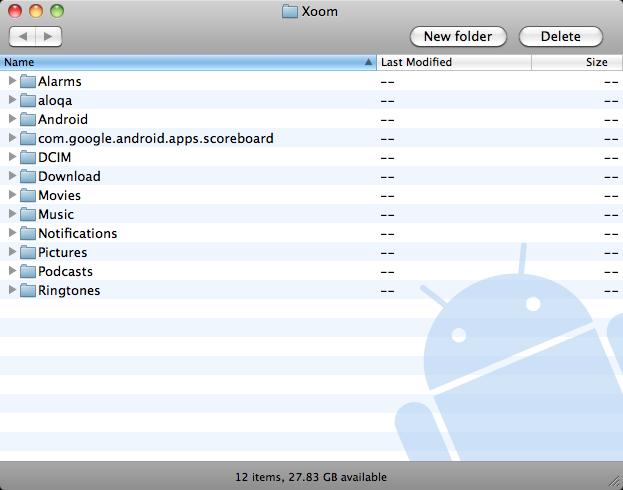 Xoom
New folder Delete
Name Last Modified Size
Alarms -- --
aloqa -- --
Android -- --
com.google.android.apps.scoreboard -- --
DCIM -- --
Download -- --
Movies -- --
Music -- --
Notifications -- --
Pictures -- --
Podcasts -- --
Ringtones -- --
12 items, 27.83 GB available